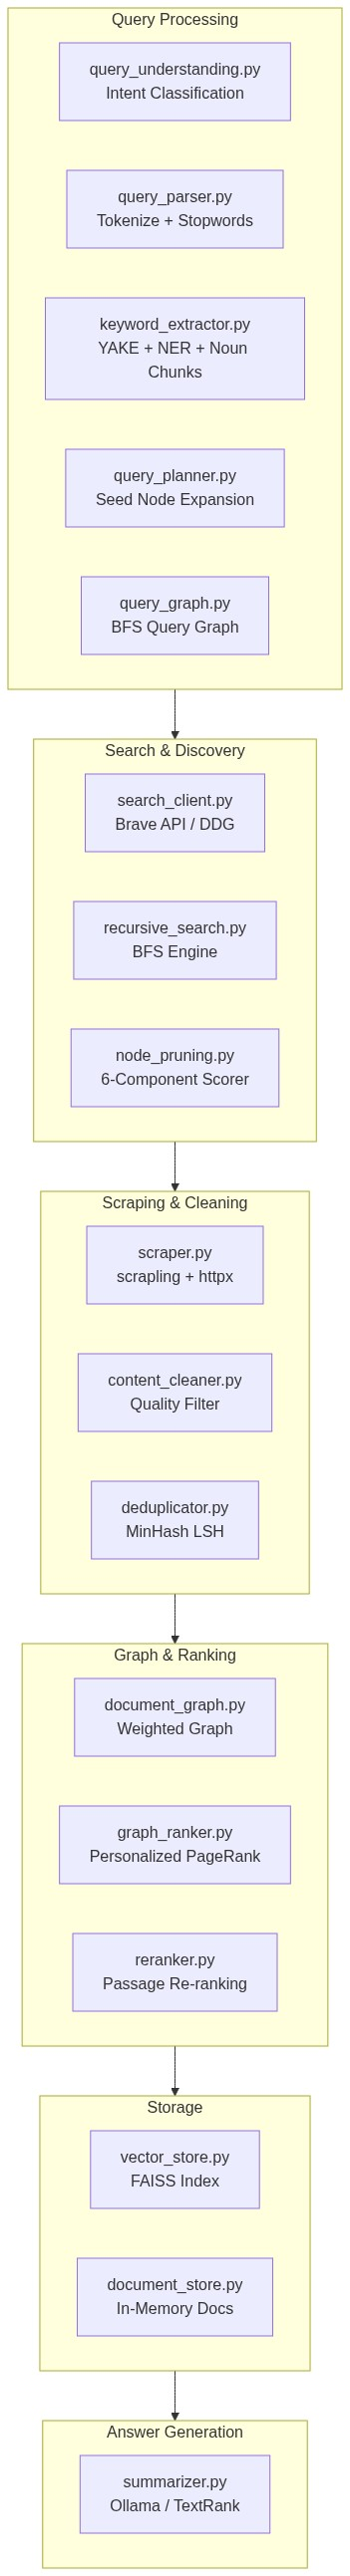 Query Processing
query_understanding.py
Intent Classification
query_parser.py
Tokenize + Stopwords
keyword_extractor.py
YAKE + NER + Noun
Chunks
query_planner.py
Seed Node Expansion
query_graph.py
BFS Query Graph
Search & Discovery
search_client.py
Brave API / DDG
recursive_search.py
BFS Engine
node_pruning.py
6-Component Scorer
Scraping & Cleaning
scraper.py
scrapling + httpx
content_cleaner.py
Quality Filter
deduplicator.py
MinHash LSH
Graph & Ranking
document_graph.py
Weighted Graph
graph_ranker.py
Personalized PageRank
reranker.py
Passage Re-ranking
Storage
vector_store.py
FAISS Index
document_store.py
In-Memory Docs
Answer Generation
summarizer.py
Ollama / TextRank